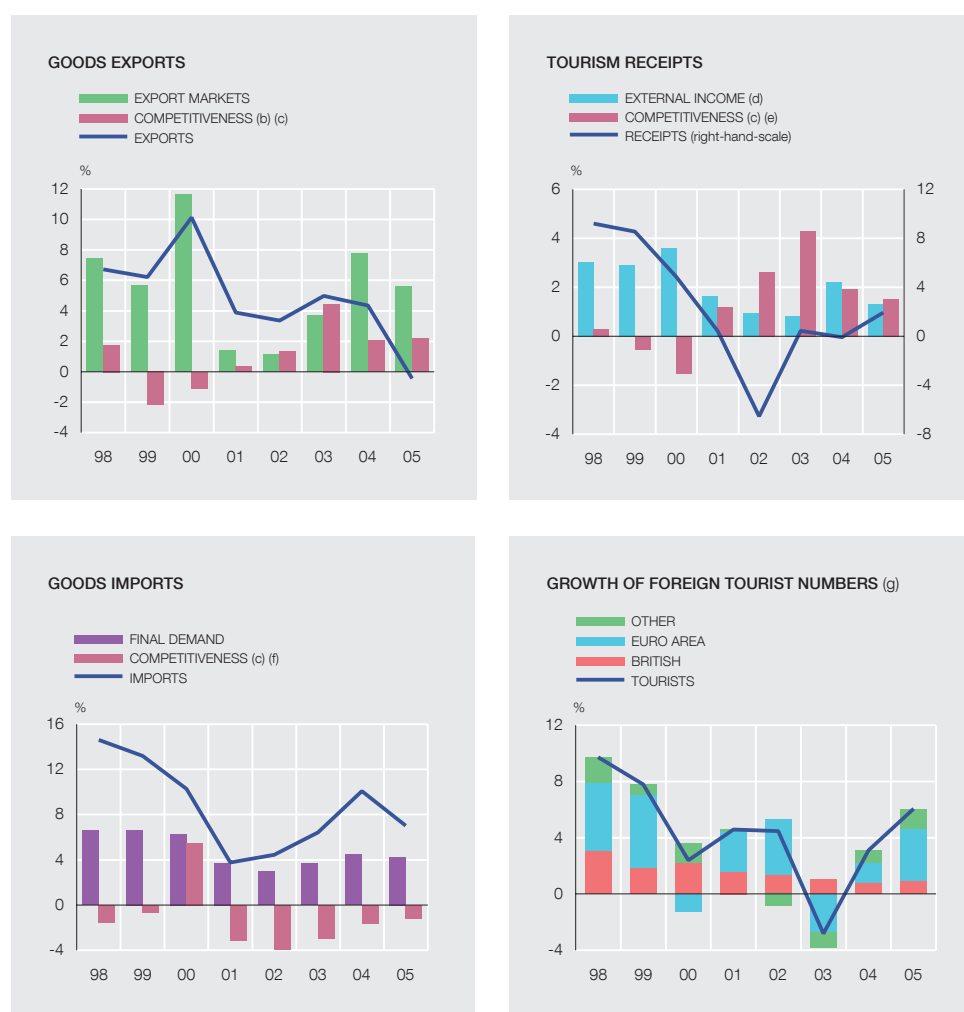 GOODS EXPORTS
EXPORT MARKETS
COMPETITIVENESS (b) (c)
EXPORTS
%
12
10
8
6
4
2
0
-2
-4
98 99 00 01 02 03 04 05
TOURISM RECEIPTS
EXTERNAL INCOME (d)
COMPETITIVENESS (c) (e)
RECEIPTS (right-hand-scale)
%
6 12
4 8
2 4
0 0
-2 -4
-4 -8
98 99 00 01 02 03 04 05
GOODS IMPORTS
FINAL DEMAND
COMPETITIVENESS (c) (f)
IMPORTS
%
16
12
8
4
0
-4
98 99 00 01 02 03 04 05
GROWTH OF FOREIGN TOURIST NUMBERS (g)
OTHER
EURO AREA
BRITISH
TOURISTS
%
12
8
4
0
-4
98 99 00 01 02 03 04 05